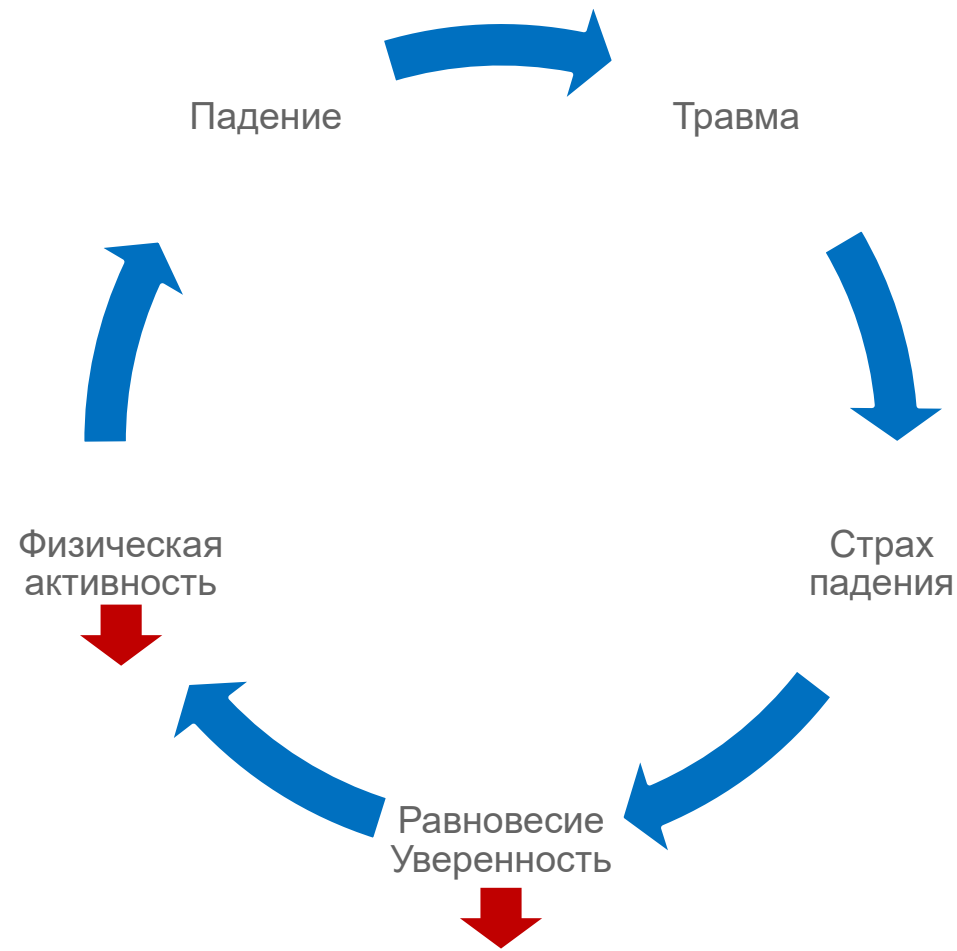 Падение
Травма
Страх
падения
Равновесие
Уверенность
Физическая
активность